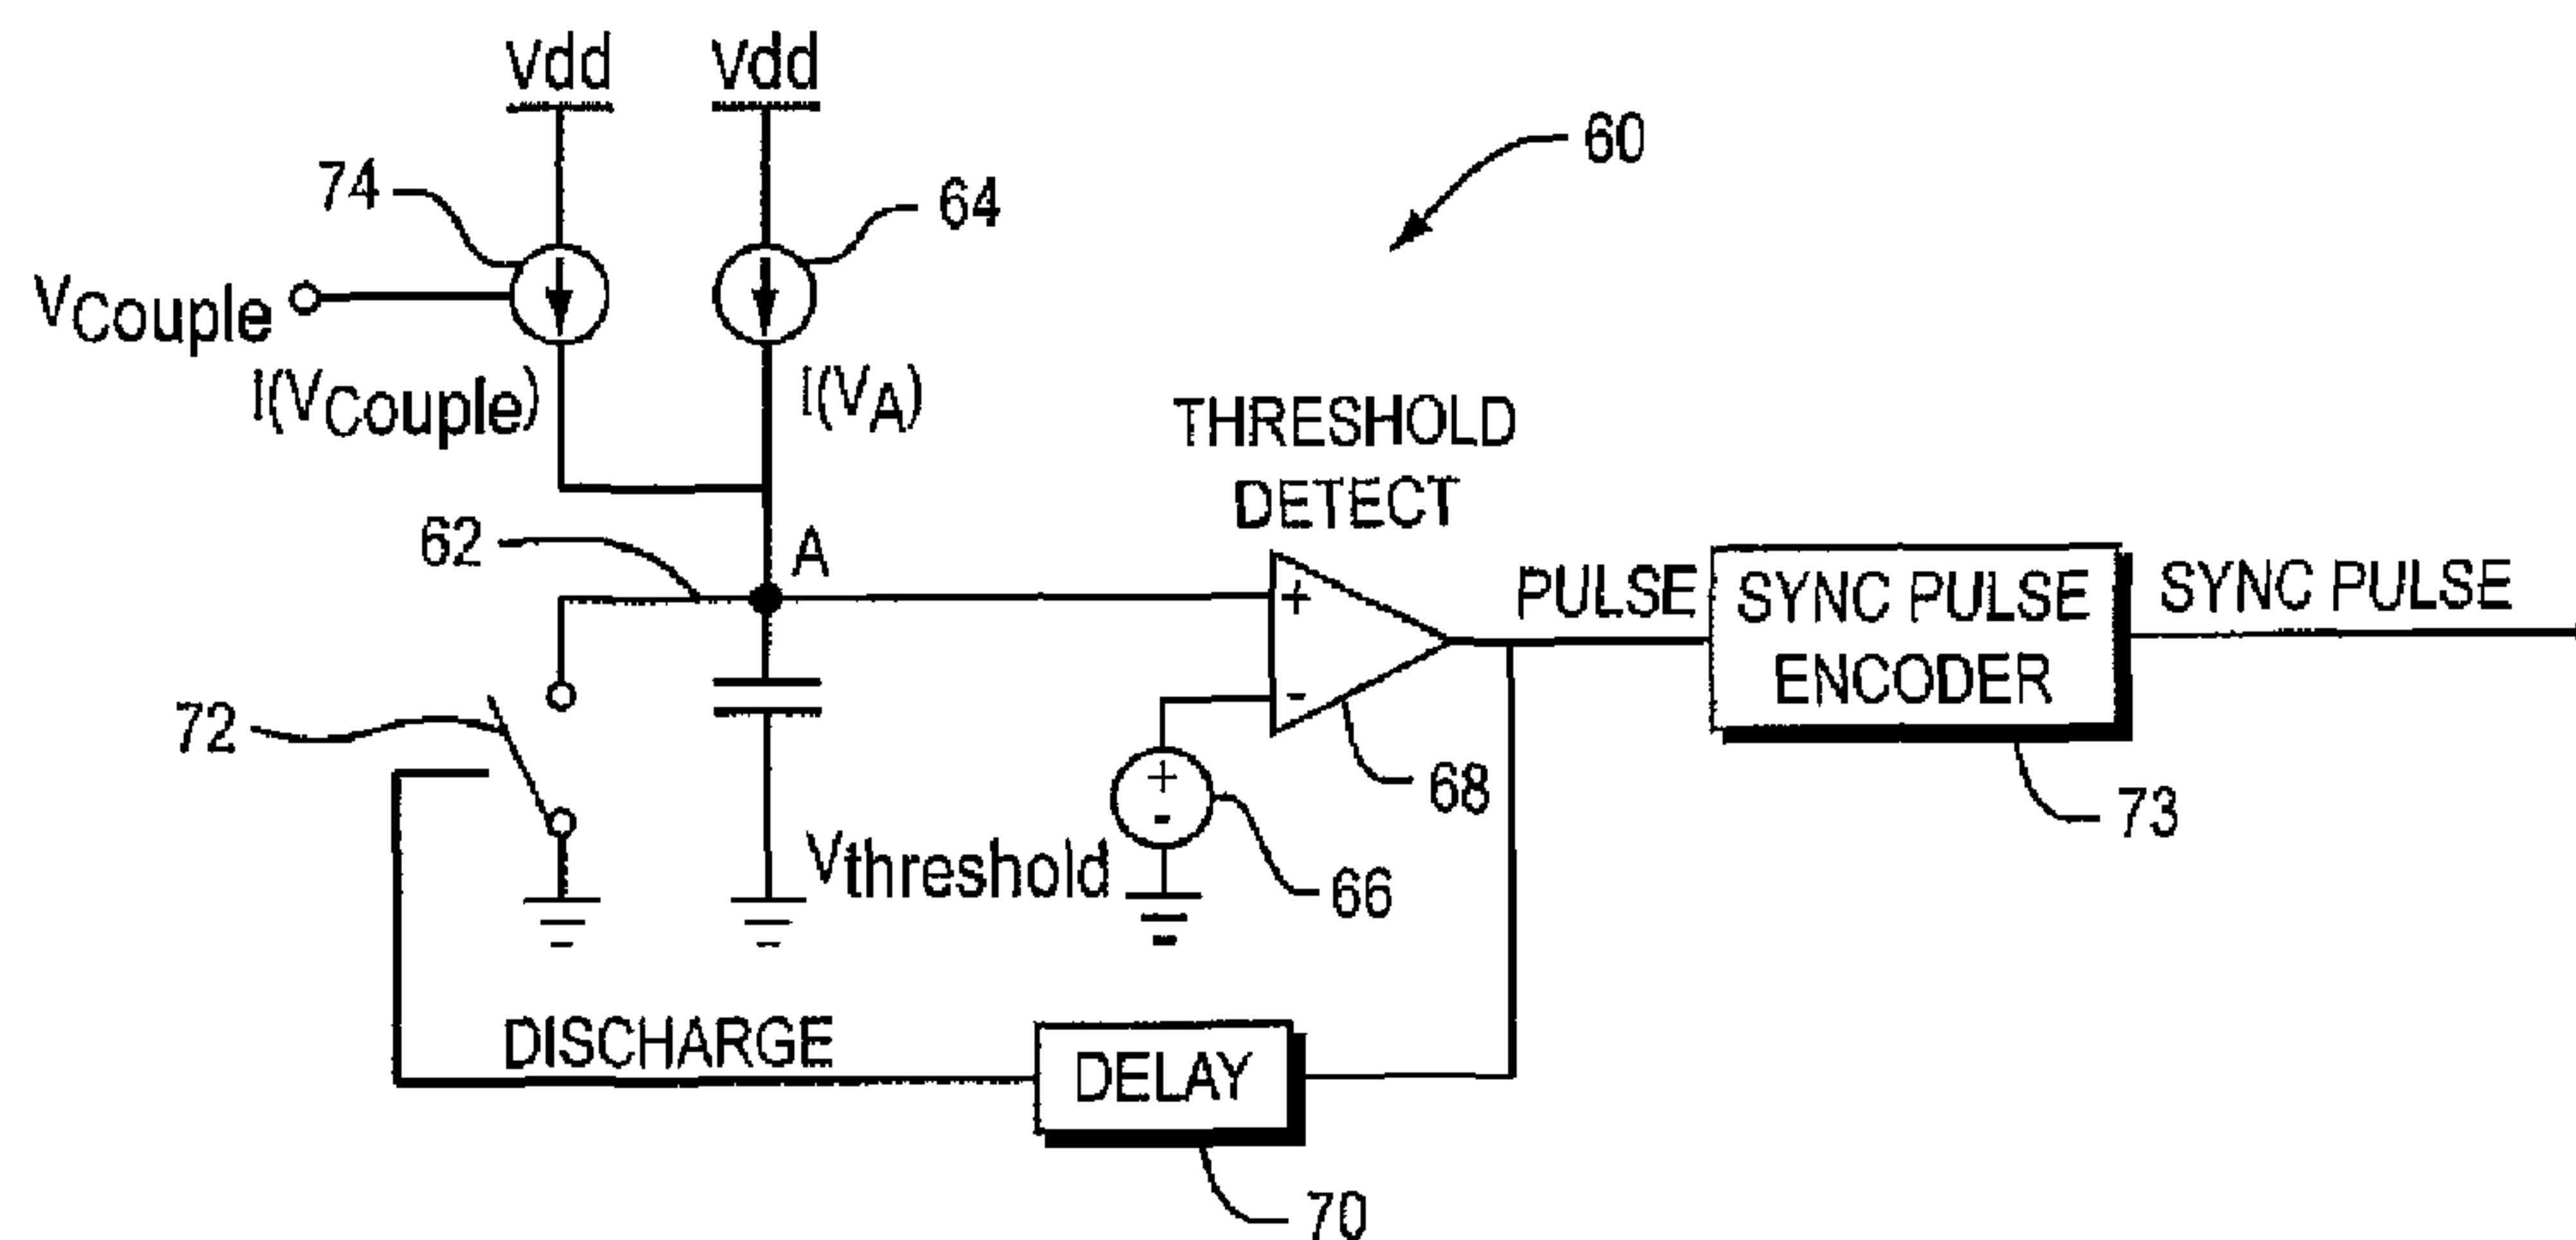 Vdd
Vdd
60
74
64
VCouple
I(VCouple)
I(VA)
THRESHOLD
DETECT
62
A
+
-
PULSE
SYNC PULSE
ENCODER
SYNC PULSE
72
68
73
+
-
Vthreshold
66
DISCHARGE
DELAY
70